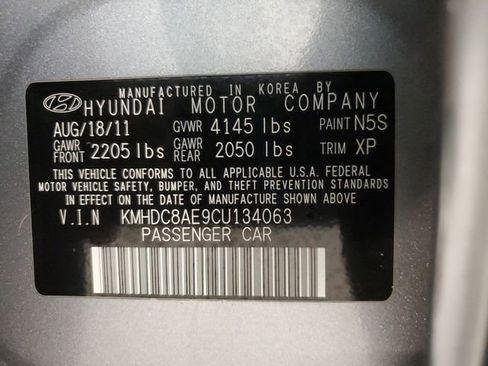 MANUFACTURED IN KOREA BY
HYUNDAI MOTOR COMPANY
AUG/18/11 GVWR 4145 lbs PAINT N5S
GAWR FRONT 2205 lbs GAWR REAR 2050 lbs TRIM XP
THIS VEHICLE CONFORMS TO ALL APPLICABLE U.S.A. FEDERAL
MOTOR VEHICLE SAFETY, BUMPER, AND THEFT PREVENTION STANDARDS
IN EFFECT ON THE DATE OF MANUFACTURE SHOWN ABOVE.
V.I.N KMHDC8AE9CU134063
PASSENGER CAR